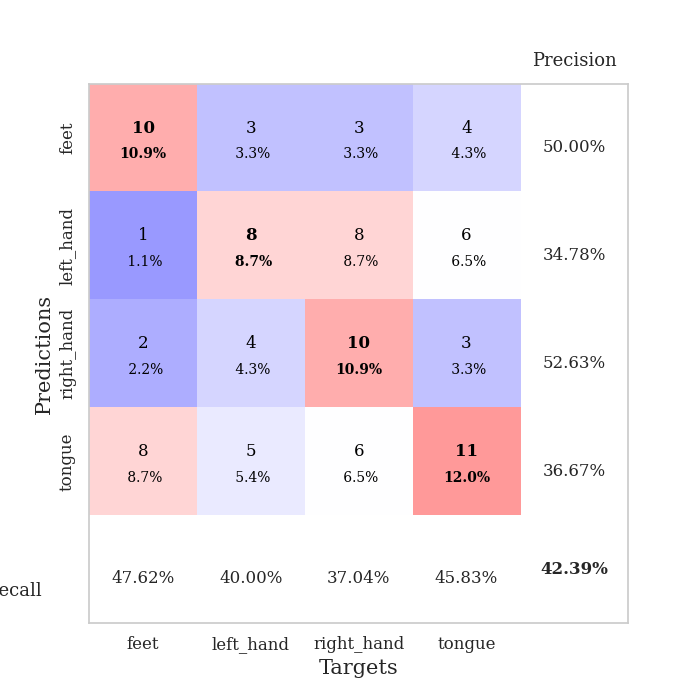 Precision
feet
10 3 3 4
10.9% 3.3% 3.3% 4.3% 50.00%
left_hand
1 8 8 6
1.1% 8.7% 8.7% 6.5% 34.78%
Predictions
right_hand
2 4 10 3
2.2% 4.3% 10.9% 3.3% 52.63%
tongue
8 5 6 11
8.7% 5.4% 6.5% 12.0% 36.67%
ecall 47.62% 40.00% 37.04% 45.83% 42.39%
feet left_hand right_hand tongue
Targets